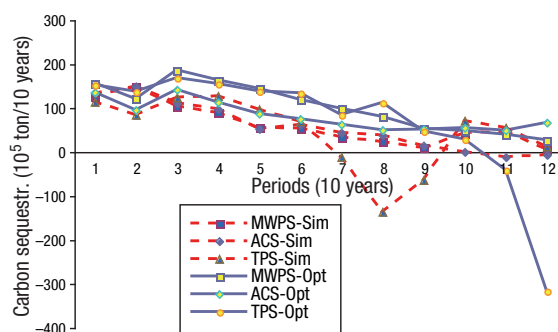 Carbon sequestr. (10⁵ ton/10 years)
200
100
0
–100
–200
–300
–400
1 2 3 4 5 6 7 8 9 10 11 12
Periods (10 years)
MWPS-Sim
ACS-Sim
TPS-Sim
MWPS-Opt
ACS-Opt
TPS-Opt